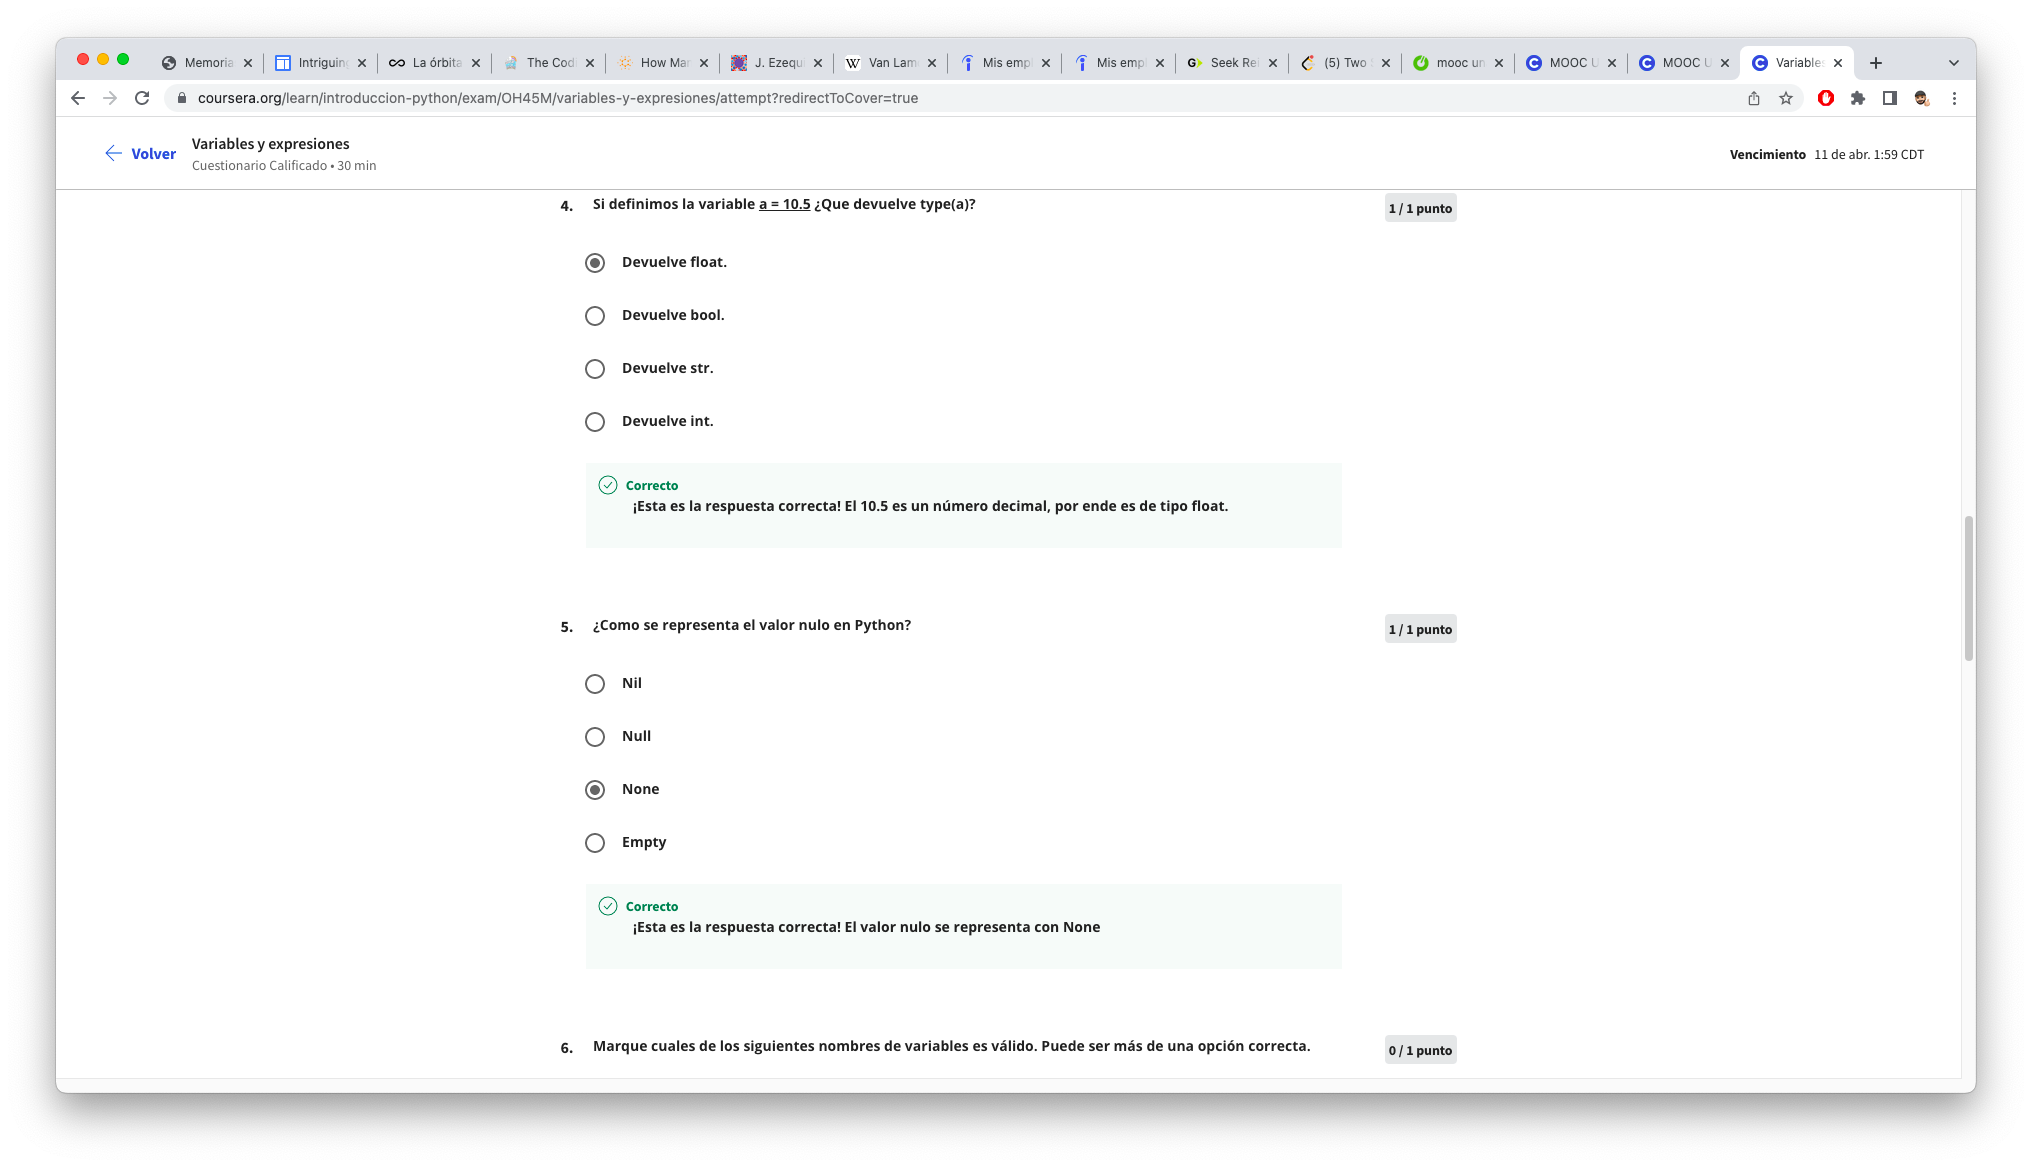 Memoria
Intriguing
La órbita
The Codi
How Mar
J. Ezequi
Van Lam
Mis empl
Mis empl
Seek Re
(5) Two
mooc un
MOOC U
MOOC U
Variables
coursera.org/learn/introduccion-python/exam/OH45M/variables-y-expresiones/attempt?redirectToCover=true
Volver
Variables y expresiones
Cuestionario Calificado • 30 min
Vencimiento 11 de abr. 1:59 CDT
4. Si definimos la variable a = 10.5 ¿Que devuelve type(a)?
1 / 1 punto
Devuelve float.
Devuelve bool.
Devuelve str.
Devuelve int.
Correcto
¡Esta es la respuesta correcta! El 10.5 es un número decimal, por ende es de tipo float.
5. ¿Como se representa el valor nulo en Python?
1 / 1 punto
Nil
Null
None
Empty
Correcto
¡Esta es la respuesta correcta! El valor nulo se representa con None
6. Marque cuales de los siguientes nombres de variables es válido. Puede ser más de una opción correcta.
0 / 1 punto